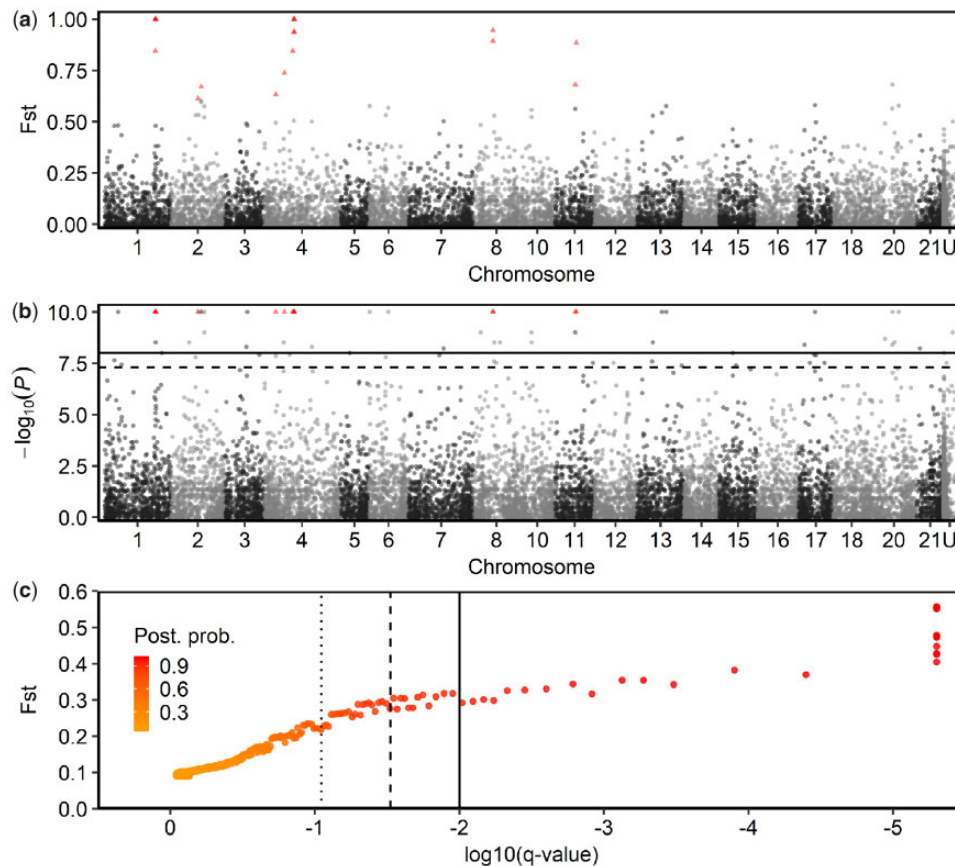 (a)
1.00
0.75
0.50
0.25
0.00
Fst
1 2 3 4 5 6 7 8 10 11 12 13 14 15 16 17 18 20 21 U
Chromosome
(b)
10.0
7.5
5.0
2.5
0.0
−log10(P)
1 2 3 4 5 6 7 8 10 11 12 13 14 15 16 17 18 20 21 U
Chromosome
(c)
0.6
0.5
0.4
0.3
0.2
0.1
0.0
Fst
Post. prob.
0.9
0.6
0.3
0 -1 -2 -3 -4 -5
log10(q-value)